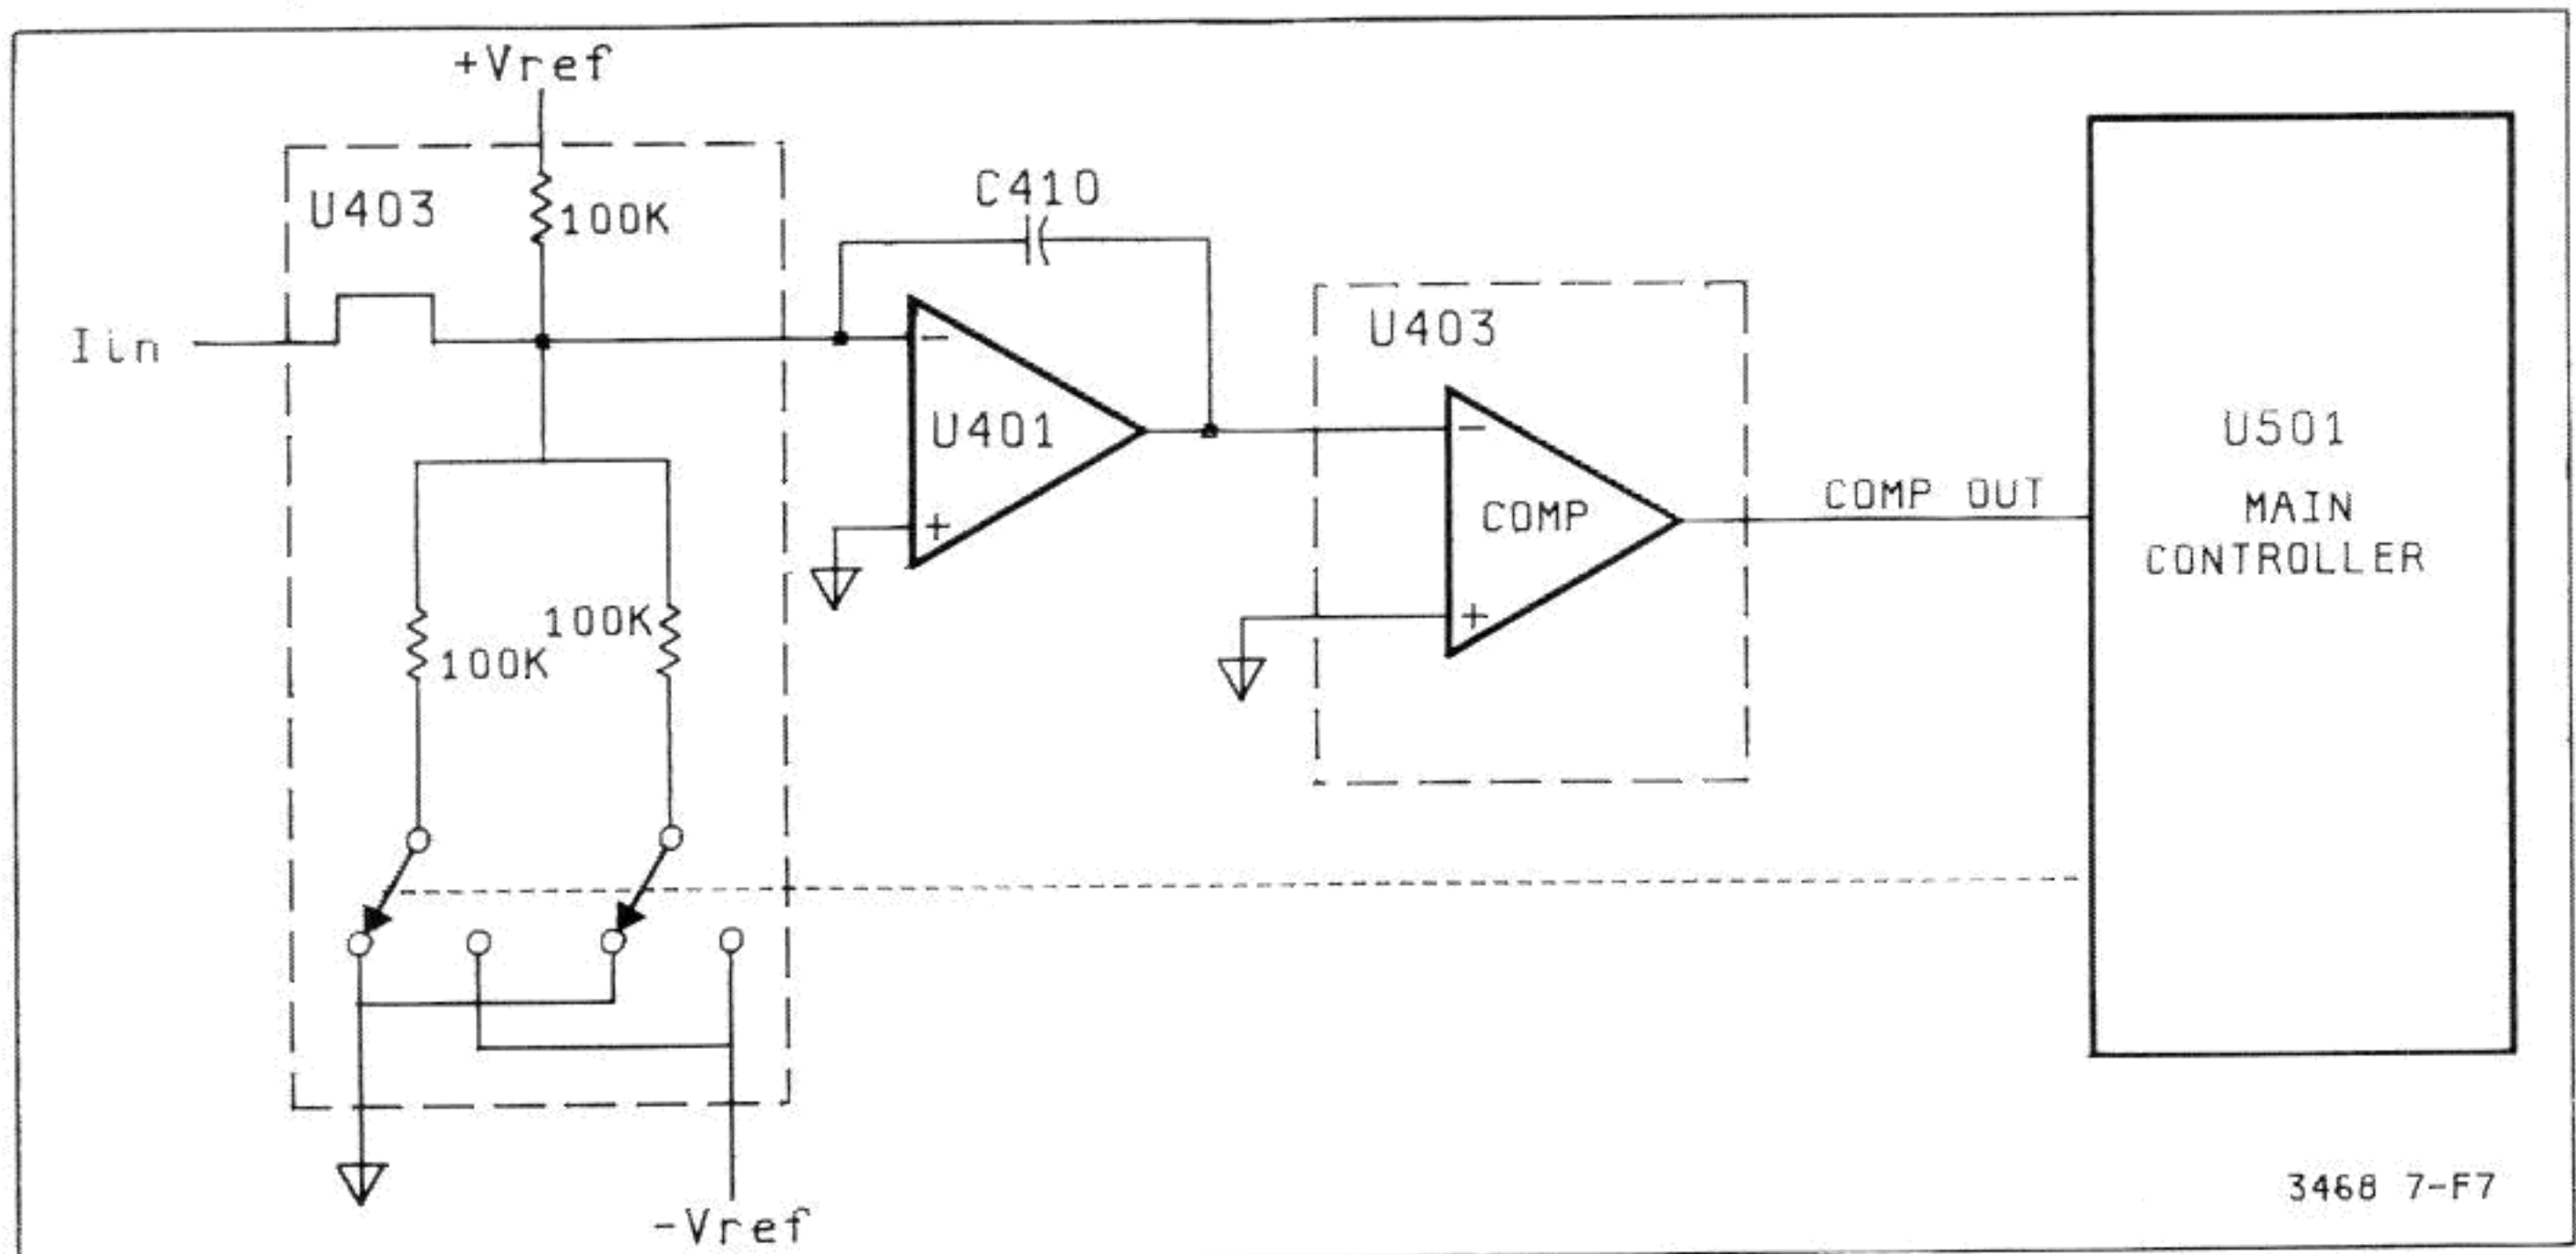 +Vref
U403
100K
C410
Iin
U403
U401
COMP
COMP OUT
U501
MAIN
CONTROLLER
100K
100K
-Vref
3468 7-F7